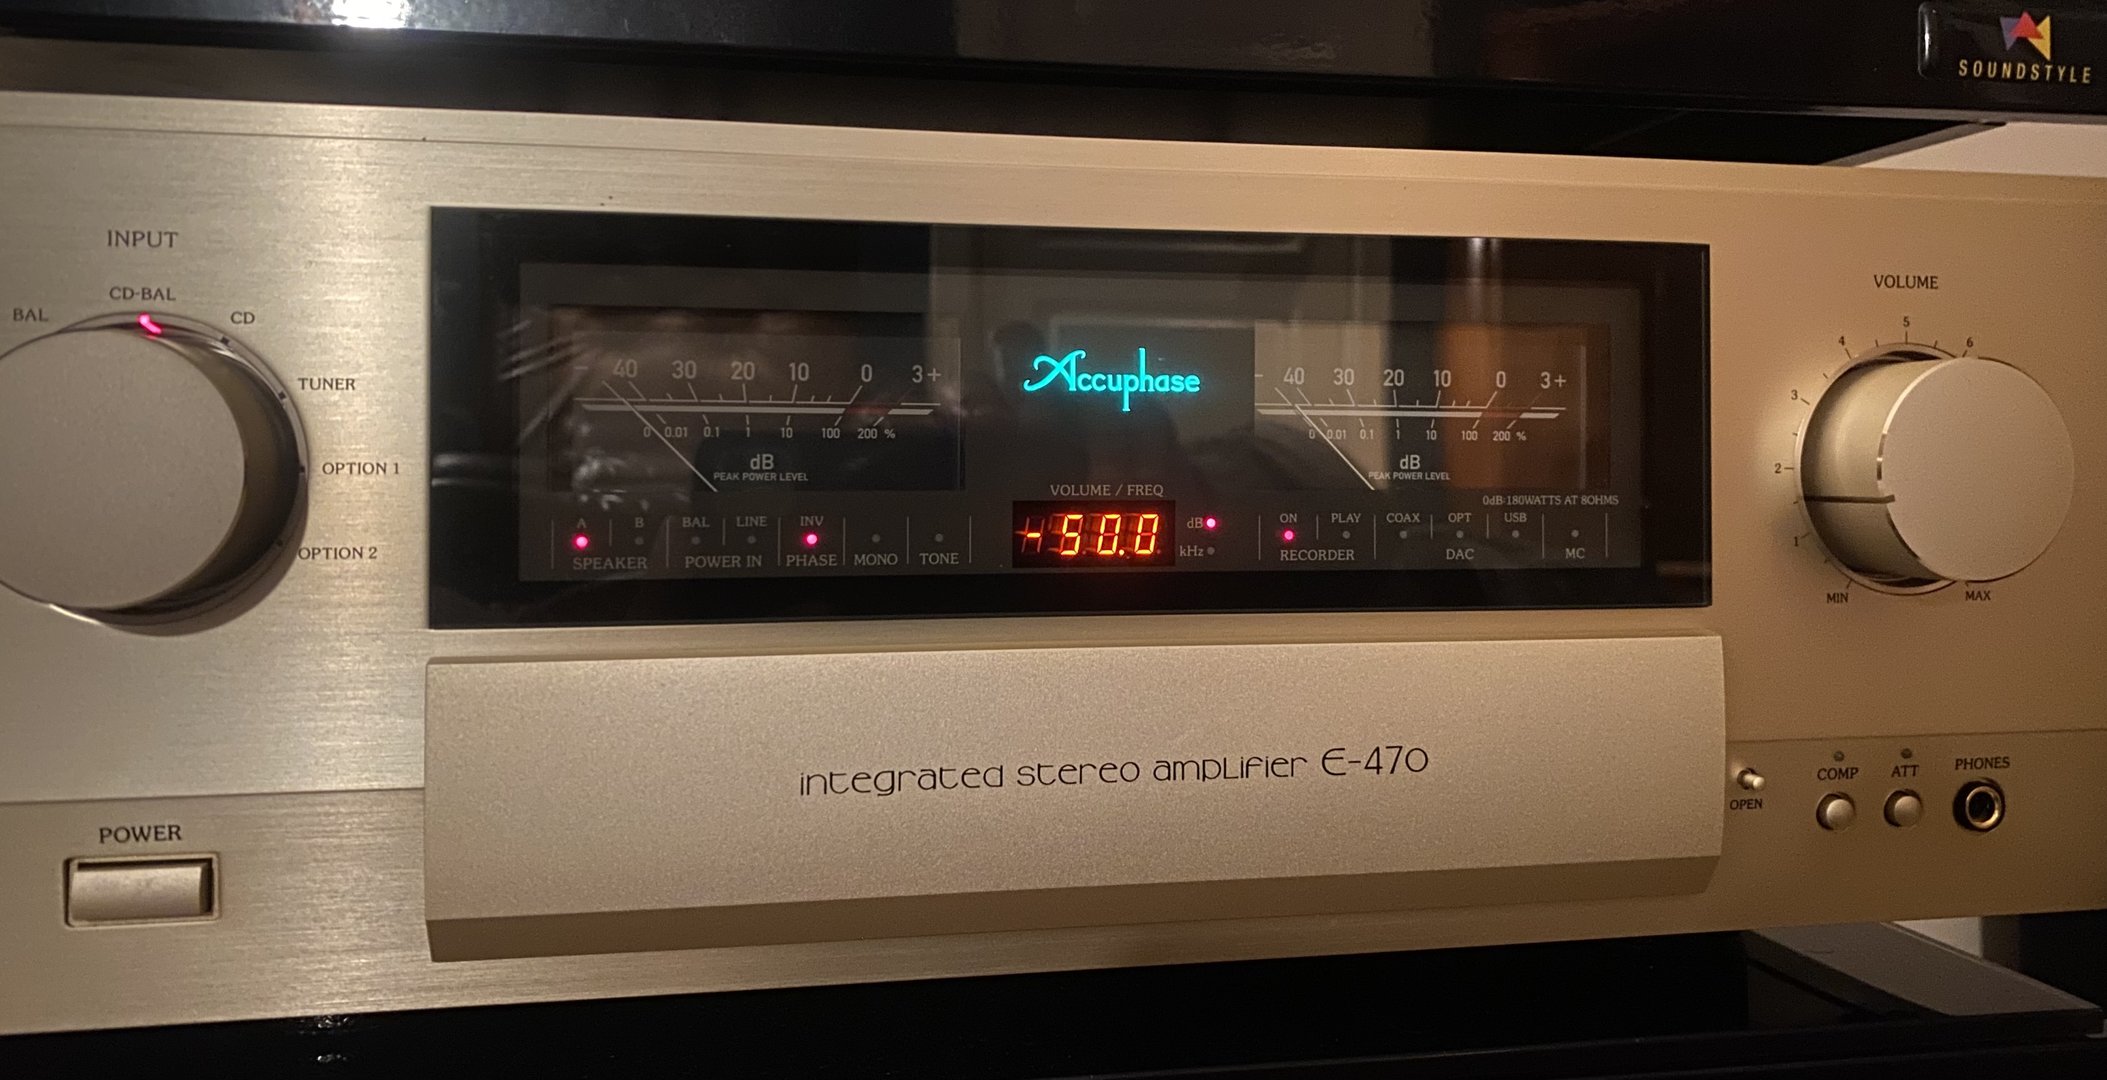 SOUNDSTYLE
INPUT
BAL
CD-BAL
CD
TUNER
OPTION 1
OPTION 2
POWER
- 40 30 20 10 0 3+
0 0.01 0.1 1 10 100 200 %
dB
PEAK POWER LEVEL
Accuphase
- 40 30 20 10 0 3+
0 0.01 0.1 1 10 100 200 %
dB
PEAK POWER LEVEL
0dB·180WATTS AT 8OHMS
A B
SPEAKER
BAL LINE
POWER IN
INV
PHASE
MONO
TONE
VOLUME / FREQ
-50.0
dB
kHz
ON PLAY
RECORDER
COAX OPT USB
DAC
MC
VOLUME
MIN 1 2 3 4 5 6 MAX
integrated stereo amplifier E-470
OPEN
COMP
ATT
PHONES